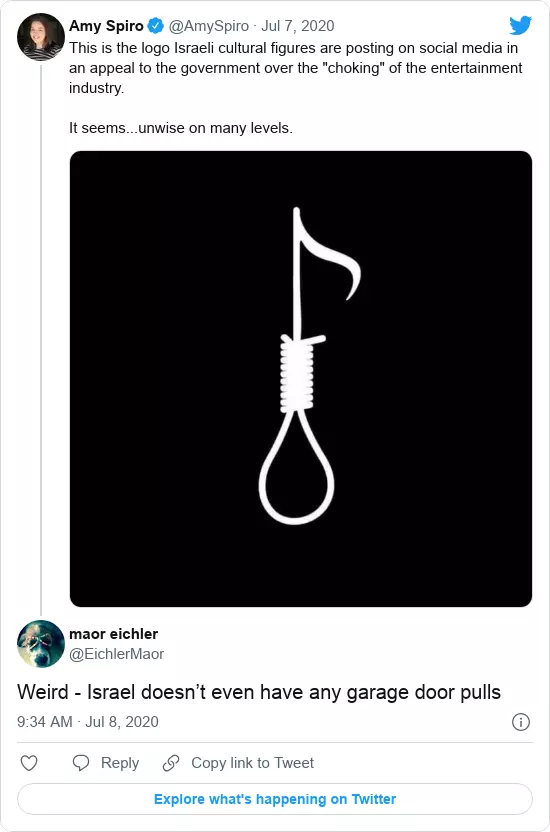 Amy Spiro @AmySpiro · Jul 7, 2020
This is the logo Israeli cultural figures are posting on social media in
an appeal to the government over the "choking" of the entertainment
industry.
It seems...unwise on many levels.
maor eichler
@EichlerMaor
Weird - Israel doesn’t even have any garage door pulls
9:34 AM · Jul 8, 2020
Reply Copy link to Tweet
Explore what's happening on Twitter